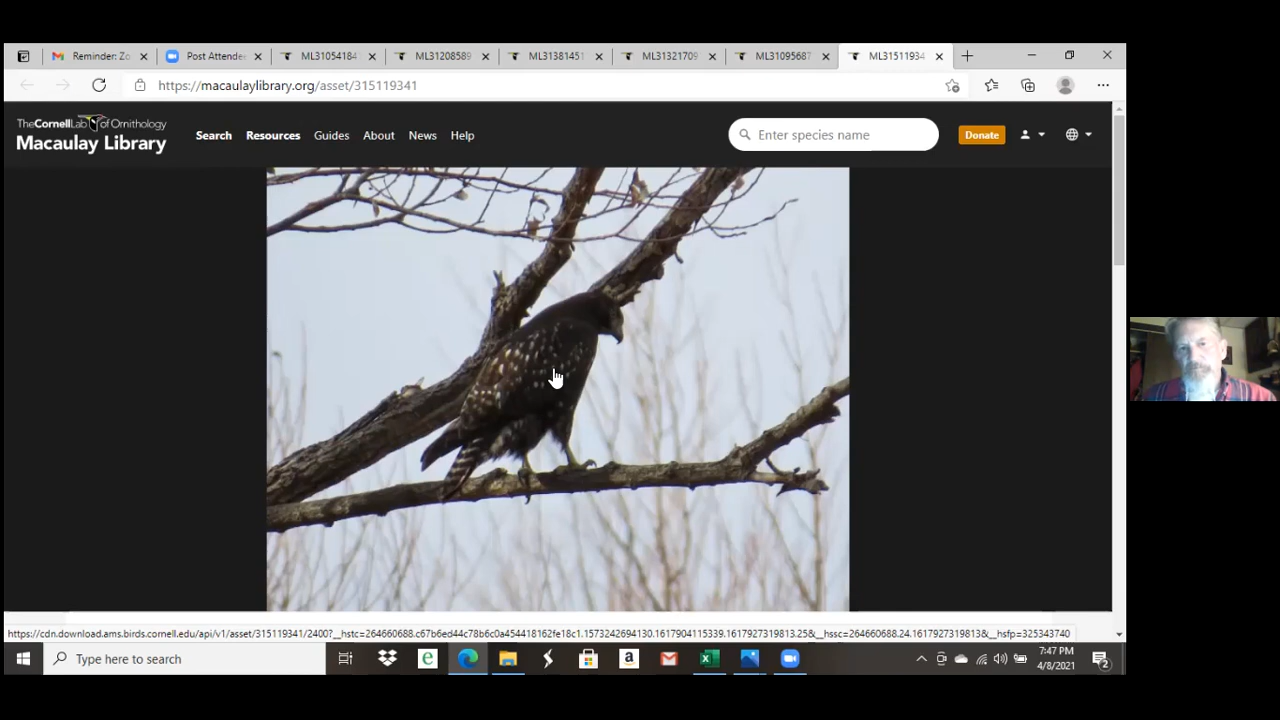 Reminder: Zo
Post Attende
ML31054184
ML31208589
ML31381451
ML31321709
ML31095687
ML31511934
https://macaulaylibrary.org/asset/315119341
TheCornellLab of Ornithology
Macaulay Library
Search
Resources
Guides
About
News
Help
Enter species name
Donate
https://cdn.download.ams.birds.cornell.edu/api/v1/asset/315119341/2400?__hstc=264660688.c67b6ed44c78b6c0a454418162fe18c1.1573242694130.1617904115339.1617927319813.25&__hssc=264660688.24.1617927319813&__hsfp=325343740
Type here to search
7:47 PM
4/8/2021
2